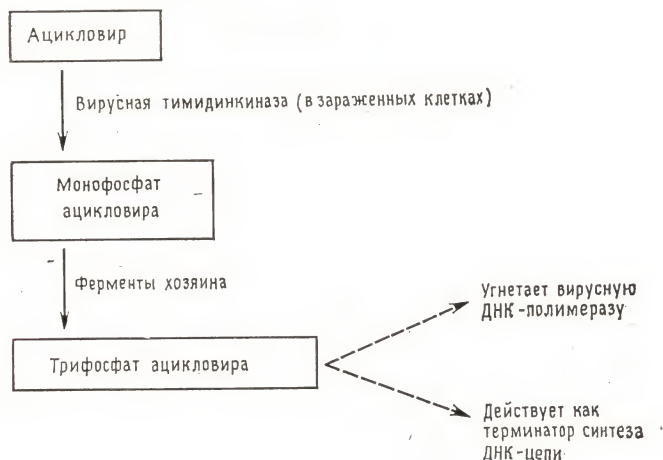 Ацикловир
Вирусная тимидинкиназа (в зараженных клетках)
Монофосфат
ацикловира
Ферменты хозяина
Трифосфат ацикловира
Угнетает вирусную
ДНК-полимеразу
Действует как
терминатор синтеза
ДНК-цепи